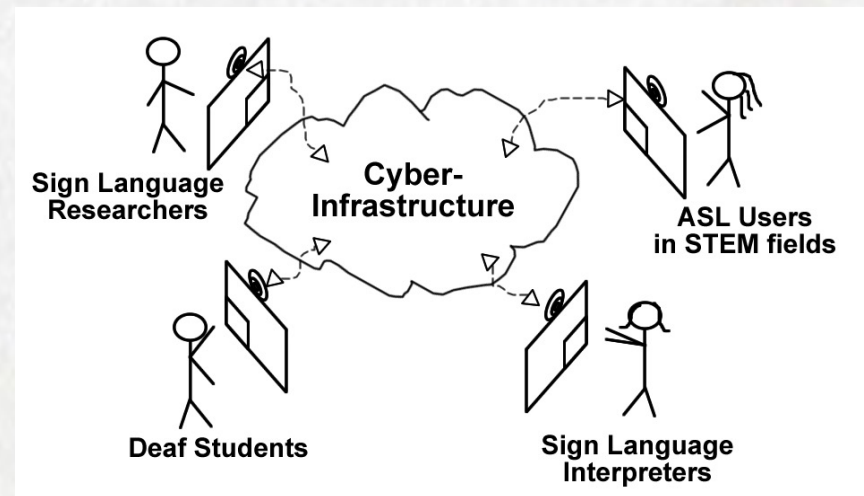 Cyber-
Infrastructure
Sign Language
Researchers
ASL Users
in STEM fields
Deaf Students
Sign Language
Interpreters